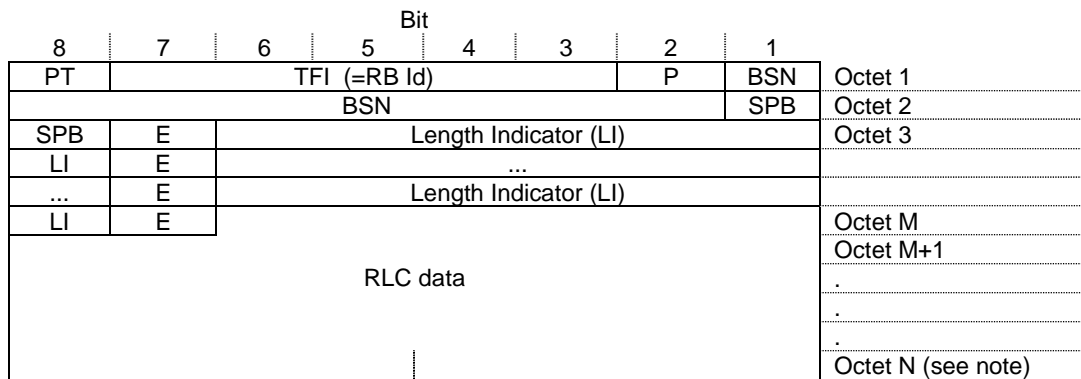 Bit
8 7 6 5 4 3 2 1
PT TFI (=RB Id) P BSN Octet 1
BSN SPB Octet 2
SPB E Length Indicator (LI) Octet 3
LI E ...
... E Length Indicator (LI)
LI E Octet M
Octet M+1
RLC data
.
.
.
Octet N (see note)